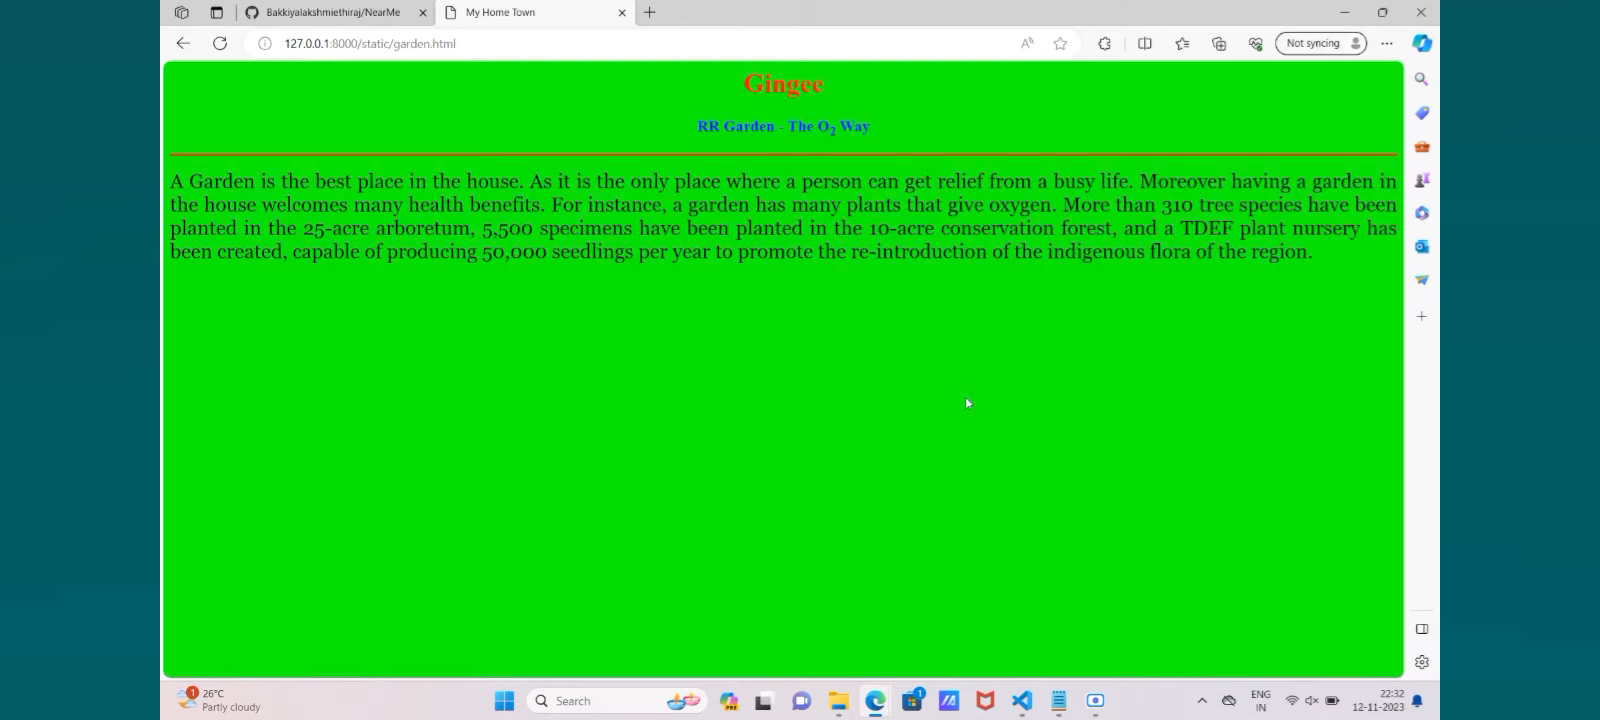 Bakkiyalakshmiethiraj/NearMe
My Home Town
127.0.0.1:8000/static/garden.html
Not syncing
Gingee
RR Garden - The O₂ Way
A Garden is the best place in the house. As it is the only place where a person can get relief from a busy life. Moreover having a garden in
the house welcomes many health benefits. For instance, a garden has many plants that give oxygen. More than 310 tree species have been
planted in the 25-acre arboretum, 5,500 specimens have been planted in the 10-acre conservation forest, and a TDEF plant nursery has
been created, capable of producing 50,000 seedlings per year to promote the re-introduction of the indigenous flora of the region.
1
26°C
Partly cloudy
Search
PRE
1
ENG
IN
22:32
12-11-2023